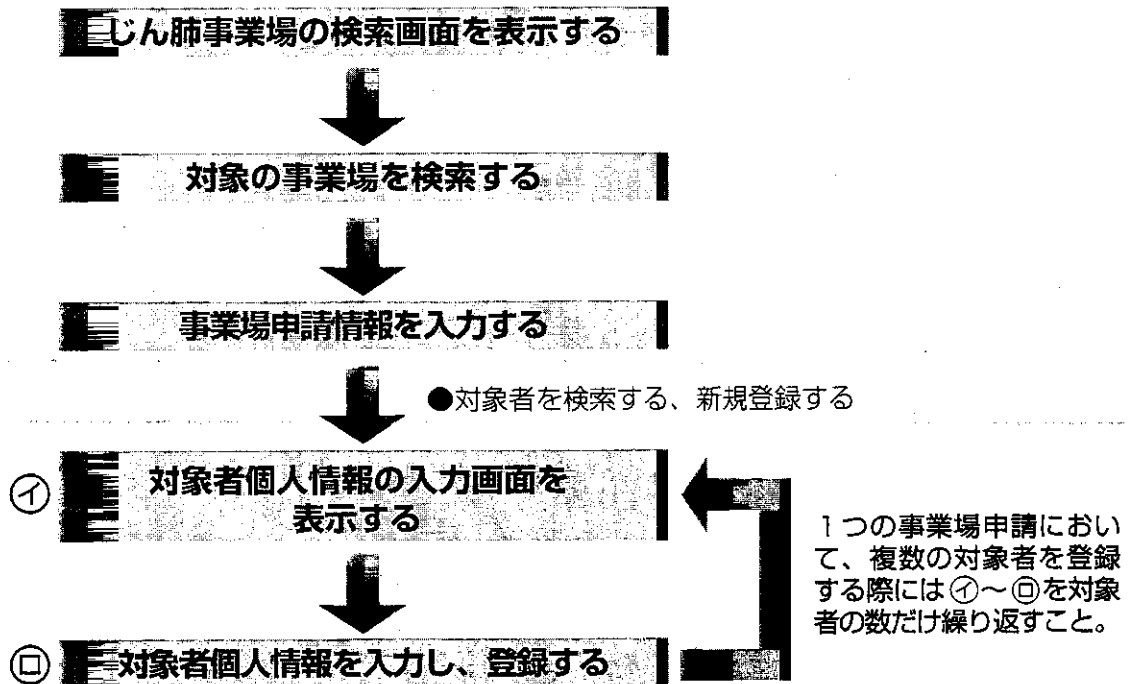 じん肺事業場の検索画面を表示する
対象の事業場を検索する
事業場申請情報を入力する
●対象者を検索する、新規登録する
㋑
対象者個人情報の入力画面を
表示する
1つの事業場申請におい
て、複数の対象者を登録
する際には㋑～㋺を対象
者の数だけ繰り返すこと。
㋺
対象者個人情報を入力し、登録する